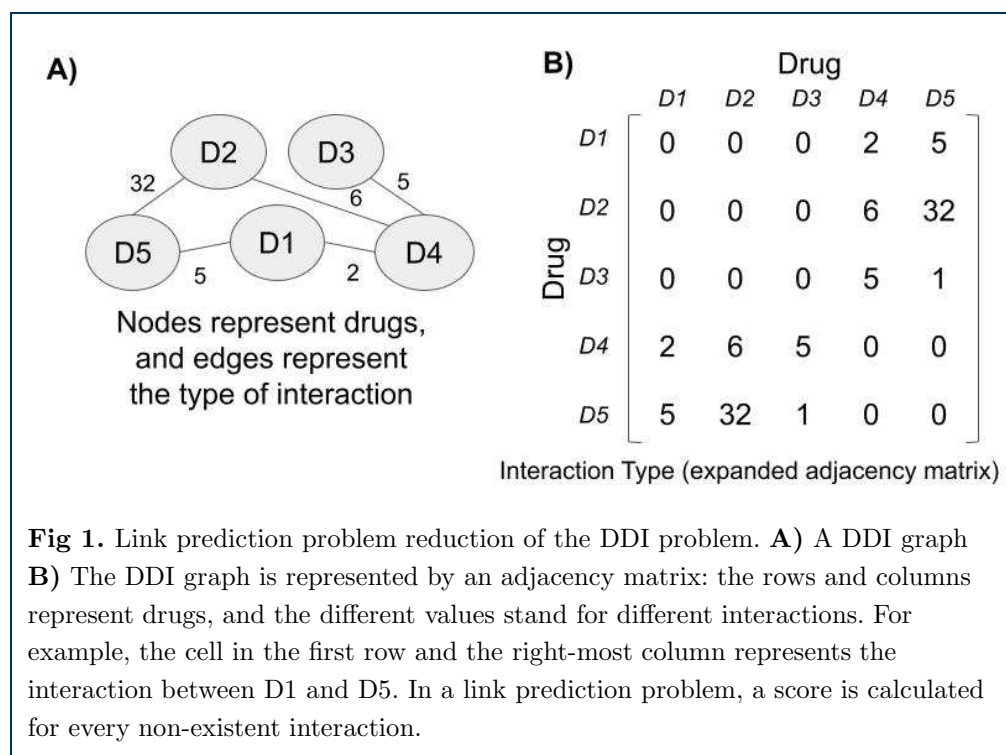 A)
D2
D3
32
6
5
D5
D1
D4
5
2
Nodes represent drugs,
and edges represent
the type of interaction
B)
Drug
D1 D2 D3 D4 D5
Drug
D1 0 0 0 2 5
D2 0 0 0 6 32
D3 0 0 0 5 1
D4 2 6 5 0 0
D5 5 32 1 0 0
Interaction Type (expanded adjacency matrix)
Fig 1. Link prediction problem reduction of the DDI problem. A) A DDI graph
B) The DDI graph is represented by an adjacency matrix: the rows and columns
represent drugs, and the different values stand for different interactions. For
example, the cell in the first row and the right-most column represents the
interaction between D1 and D5. In a link prediction problem, a score is calculated
for every non-existent interaction.